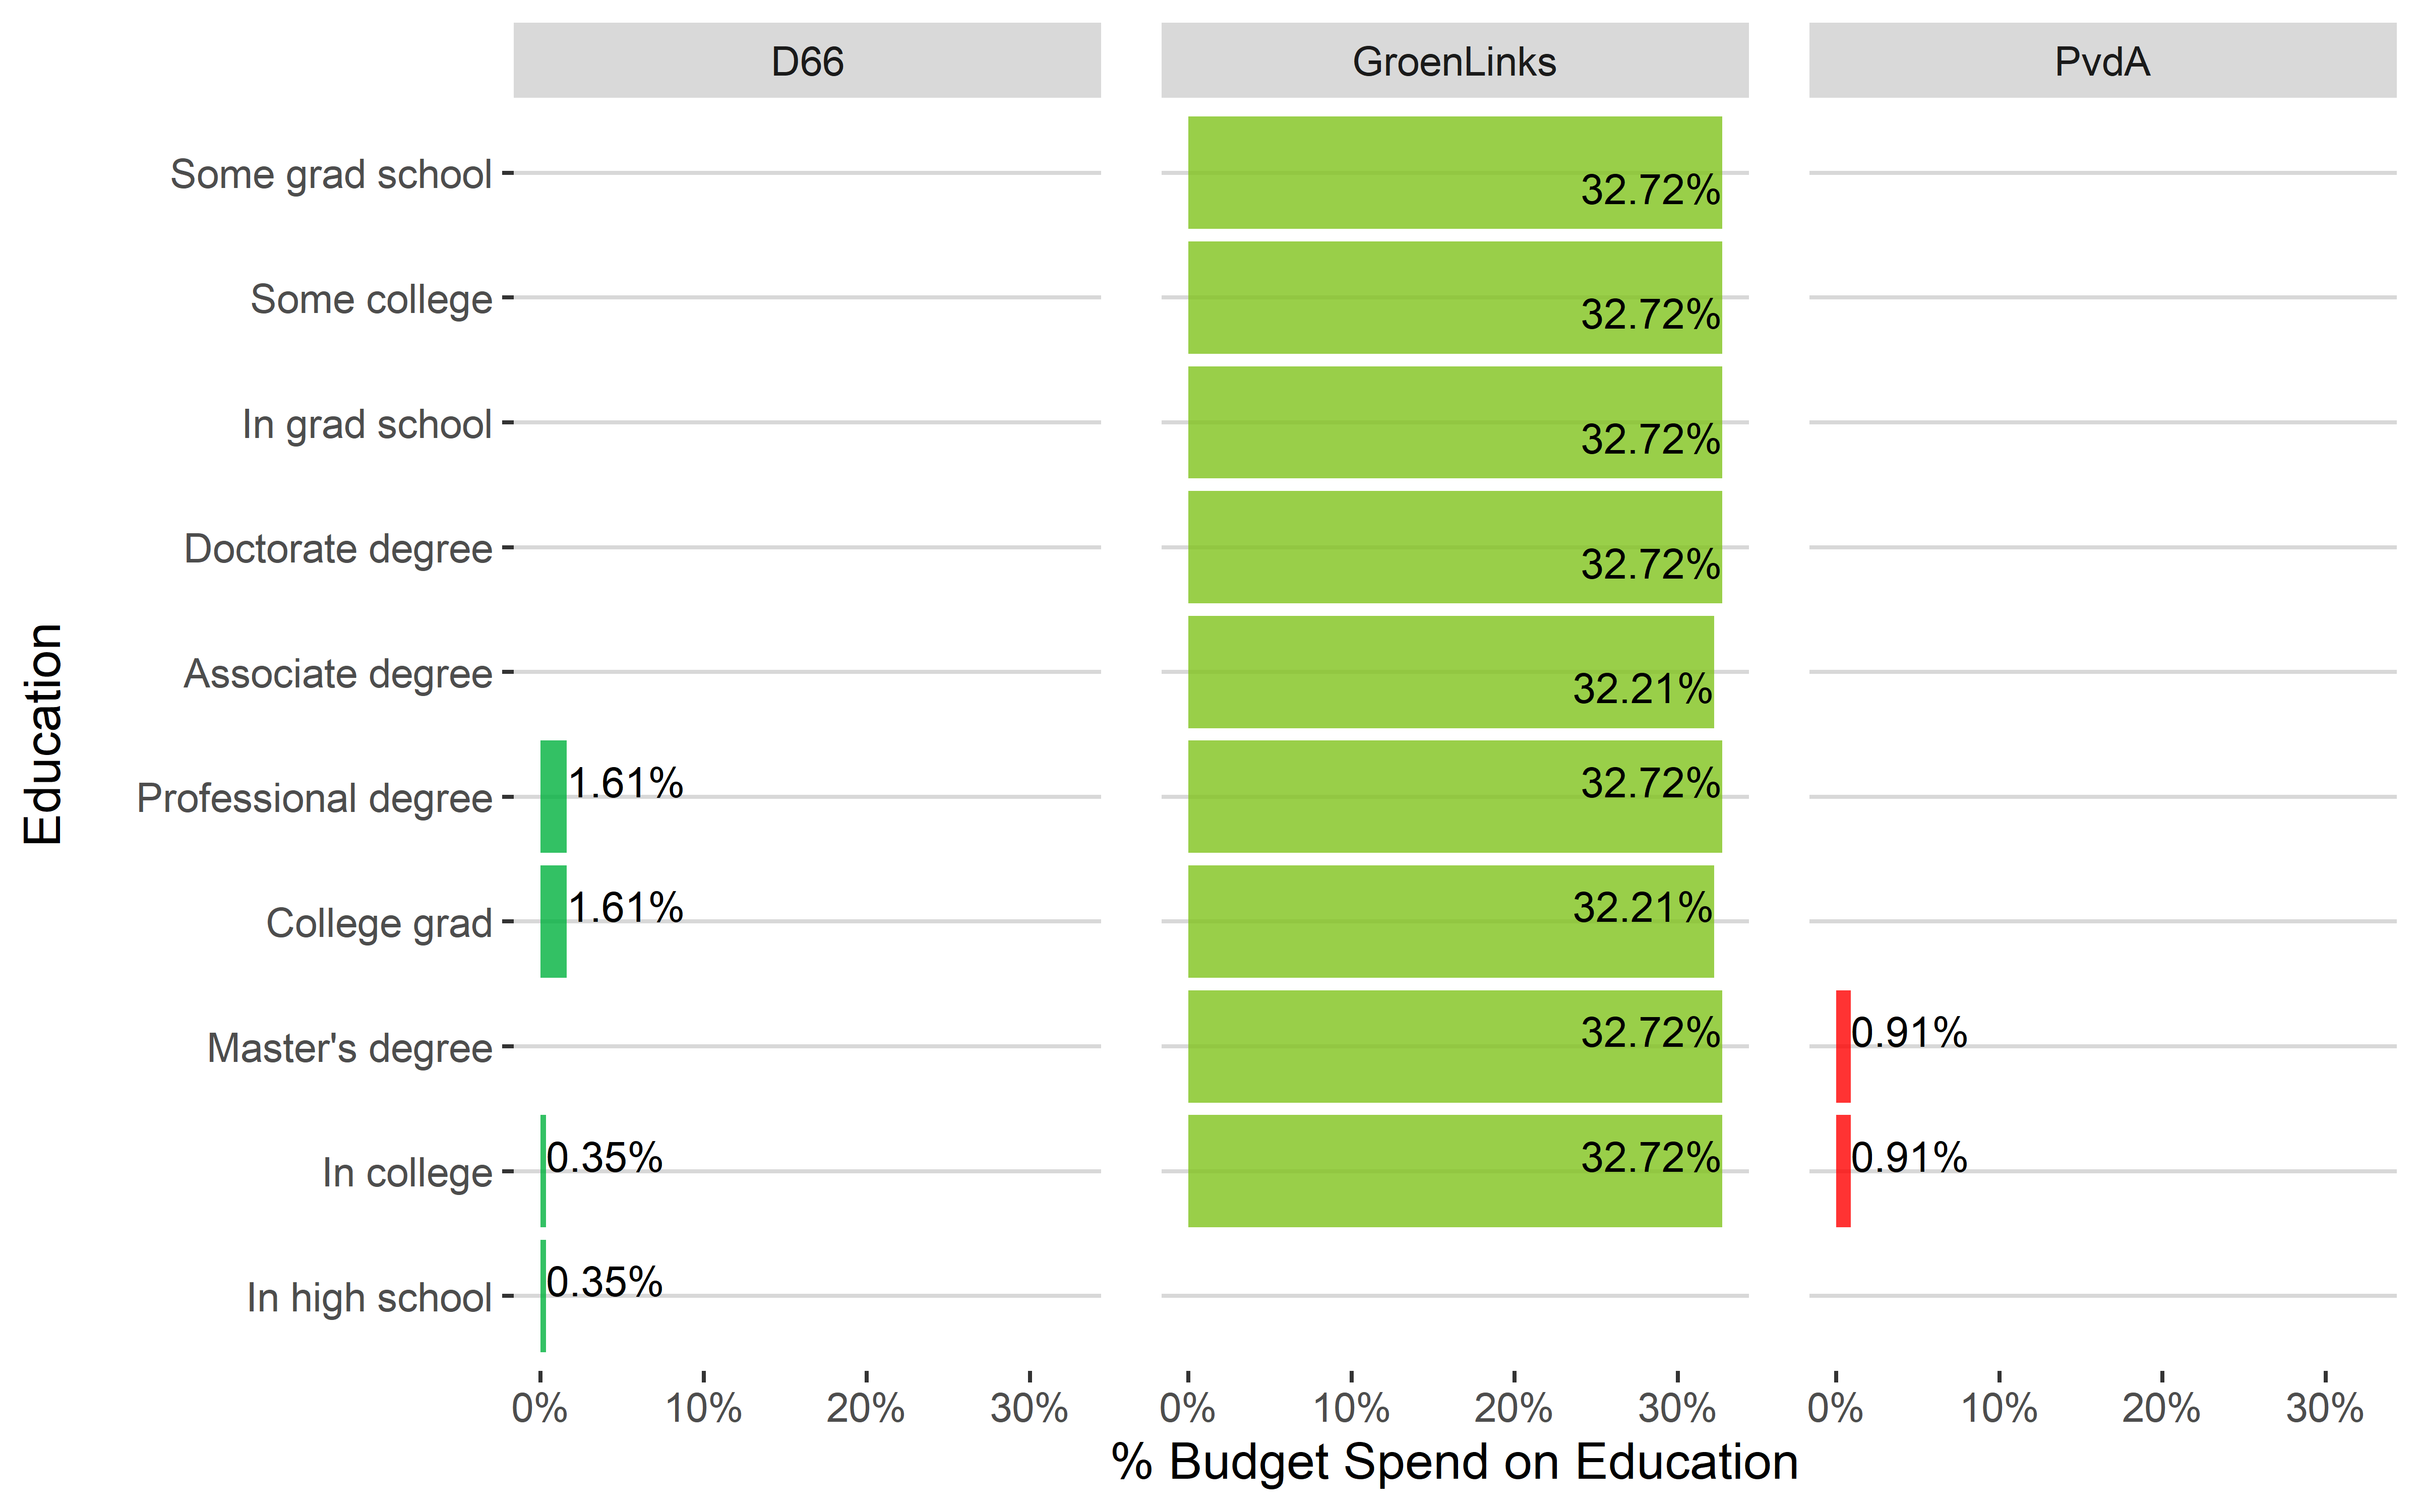 D66 GroenLinks PvdA
Some grad school 32.72%
Some college 32.72%
In grad school 32.72%
Doctorate degree 32.72%
Associate degree 32.21%
Professional degree 1.61% 32.72%
College grad 1.61% 32.21%
Master's degree 32.72% 0.91%
In college 0.35% 32.72% 0.91%
In high school 0.35%
Education
0% 10% 20% 30% 0% 10% 20% 30% 0% 10% 20% 30%
% Budget Spend on Education